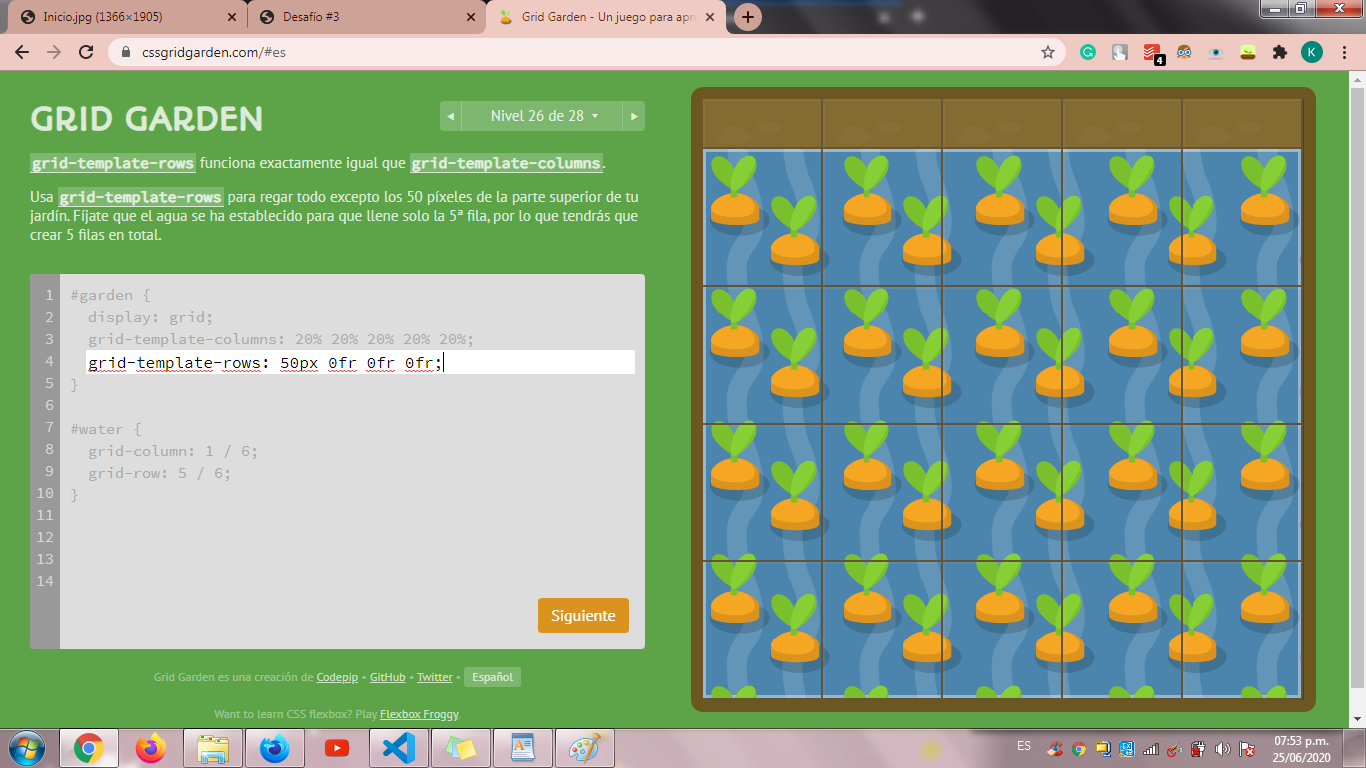 Inicio.jpg (1366×1905)
Desafío #3
Grid Garden - Un juego para apre
cssgridgarden.com/#es
4
K
GRID GARDEN
Nivel 26 de 28
grid-template-rows funciona exactamente igual que grid-template-columns.
Usa grid-template-rows para regar todo excepto los 50 píxeles de la parte superior de tu
jardín. Fíjate que el agua se ha establecido para que llene solo la 5ª fila, por lo que tendrás que
crear 5 filas en total.
1 #garden {
2 display: grid;
3 grid-template-columns: 20% 20% 20% 20% 20%;
4 grid-template-rows: 50px 0fr 0fr 0fr;
5 }
6
7 #water {
8 grid-column: 1 / 6;
9 grid-row: 5 / 6;
10 }
11
12
13
14
Siguiente
Grid Garden es una creación de Codepip • GitHub • Twitter • Español
Want to learn CSS flexbox? Play Flexbox Froggy.
ES
07:53 p.m.
25/06/2020